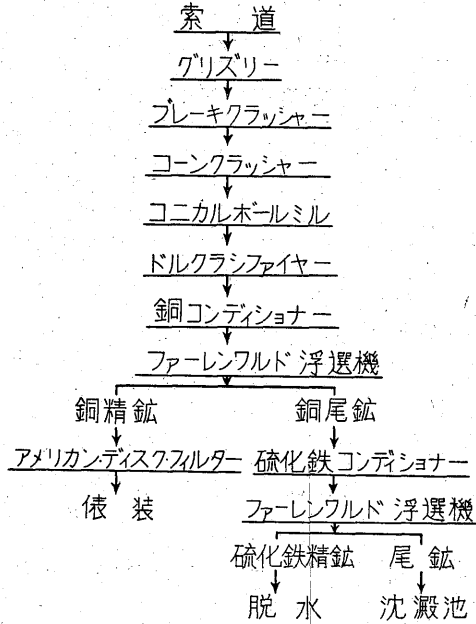 索道
グリズリー
ブレーキクラッシャー
コーンクラッシャー
コニカルボールミル
ドルクラシファイヤー
銅コンディショナー
ファーレンワルド浮選機
銅精鉱 銅尾鉱
アメリカン・ディスク・フィルター 硫化鉄コンディショナー
俵装 ファーレンワルド浮選機
硫化鉄精鉱 尾鉱
脱水 沈澱池